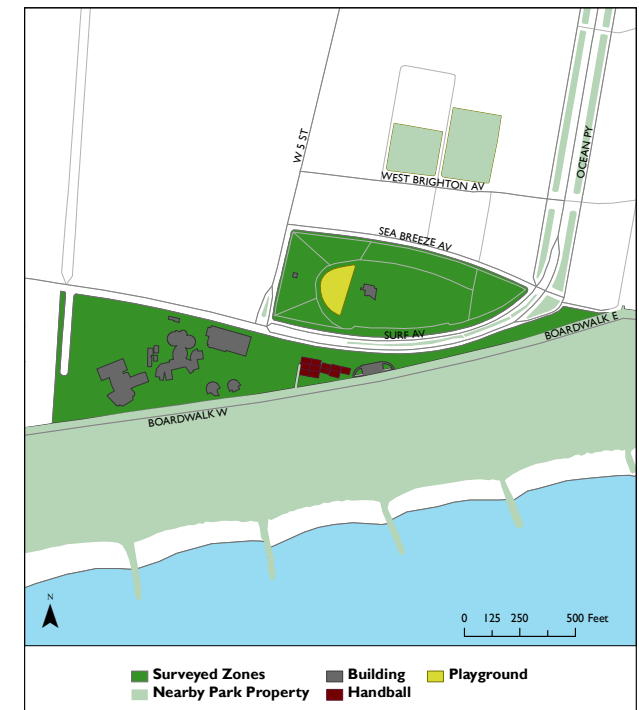 W 5 ST
OCEAN PY
WEST BRIGHTON AV
SEA BREEZE AV
SURF AV
BOARDWALK E
BOARDWALK W
N
0 125 250 500 Feet
Surveyed Zones Building Playground
Nearby Park Property Handball